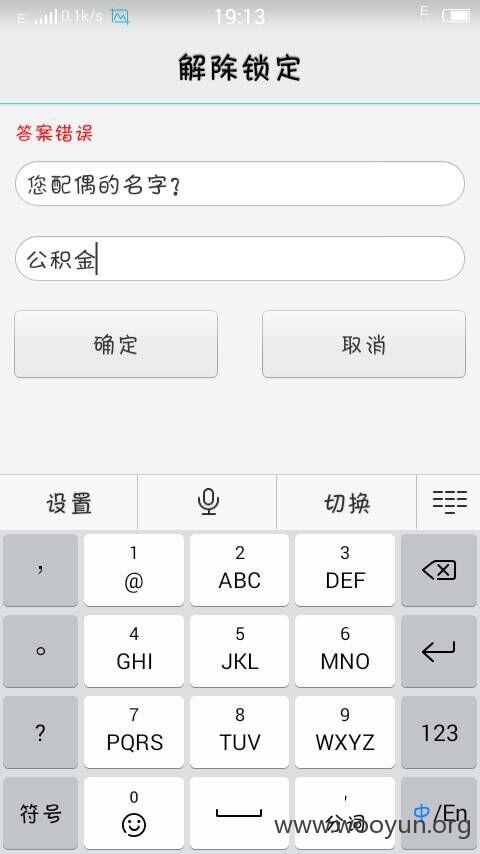 E 0.1k/s 19:13 E
解除锁定
答案错误
您配偶的名字?
公积金
确定 取消
设置 切换
, 1 2 3
@ ABC DEF
。 4 5 6
GHI JKL MNO
? 7 8 9 123
PQRS TUV WXYZ
符号 0 ' 分词 中/En
www.wooyun.org